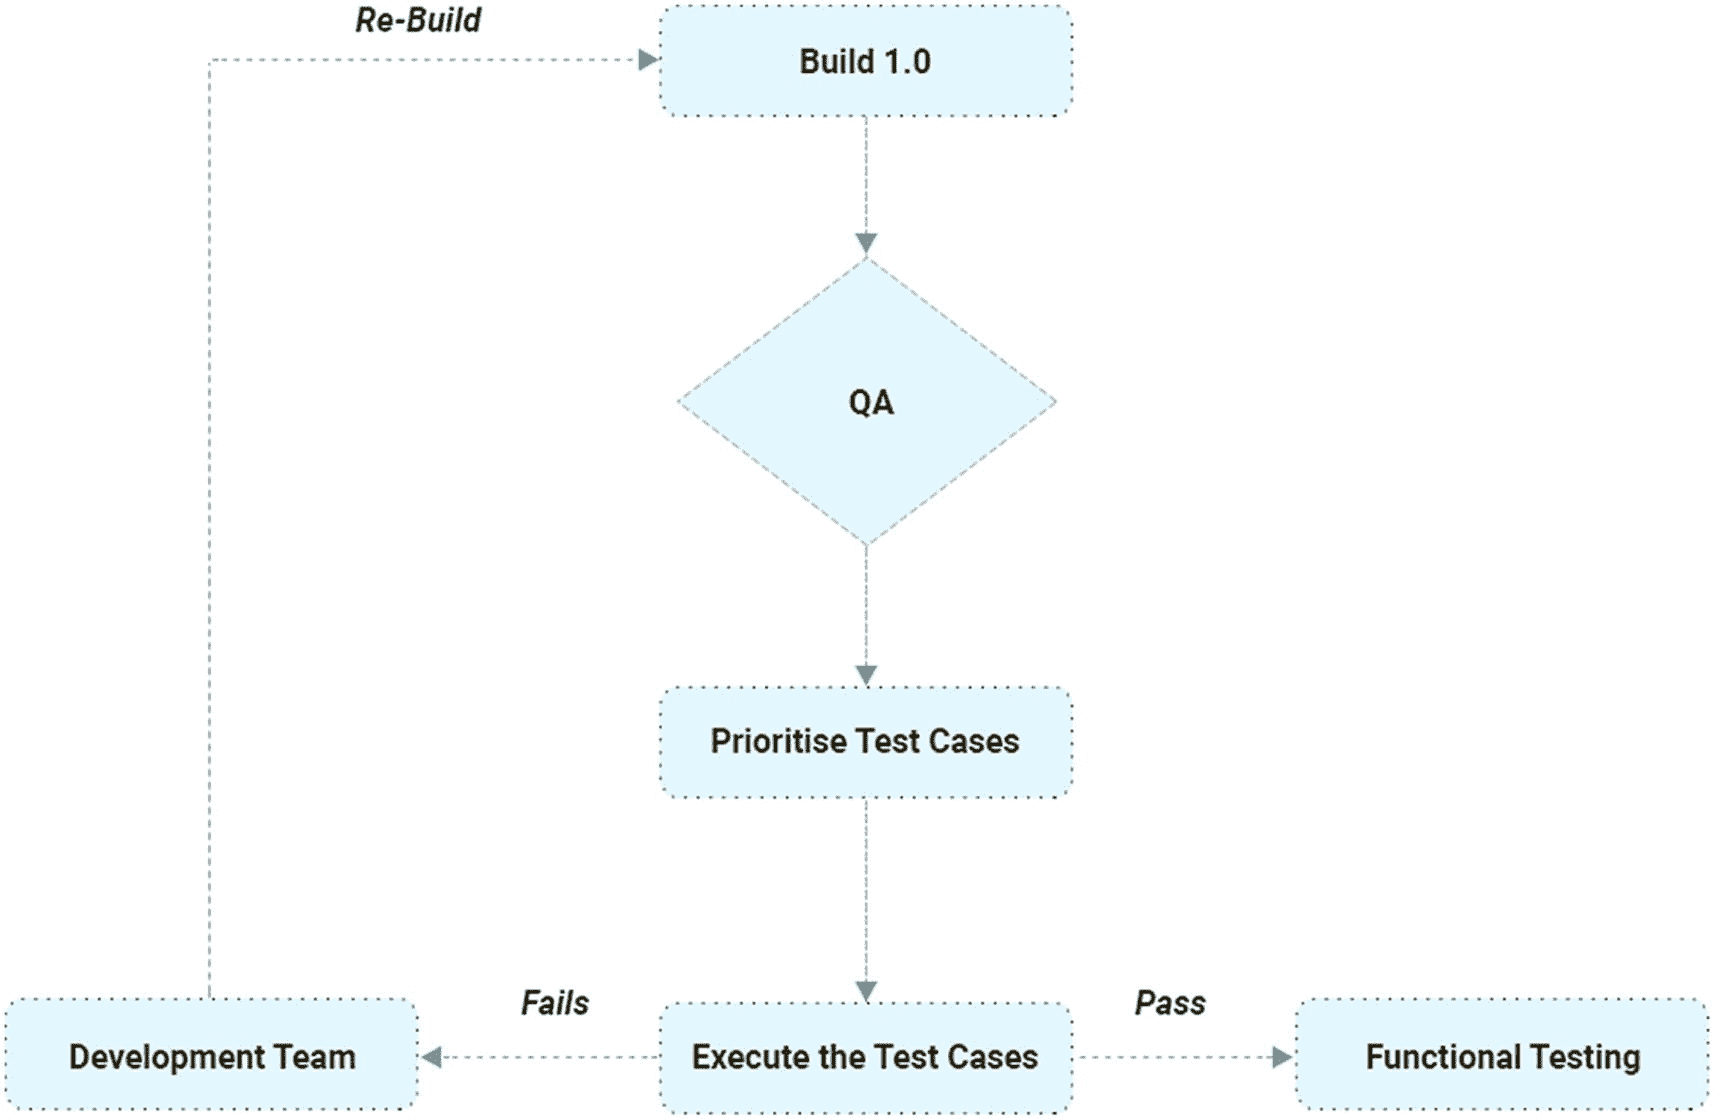 Re-Build
Build 1.0
QA
Prioritise Test Cases
Fails
Pass
Development Team
Execute the Test Cases
Functional Testing